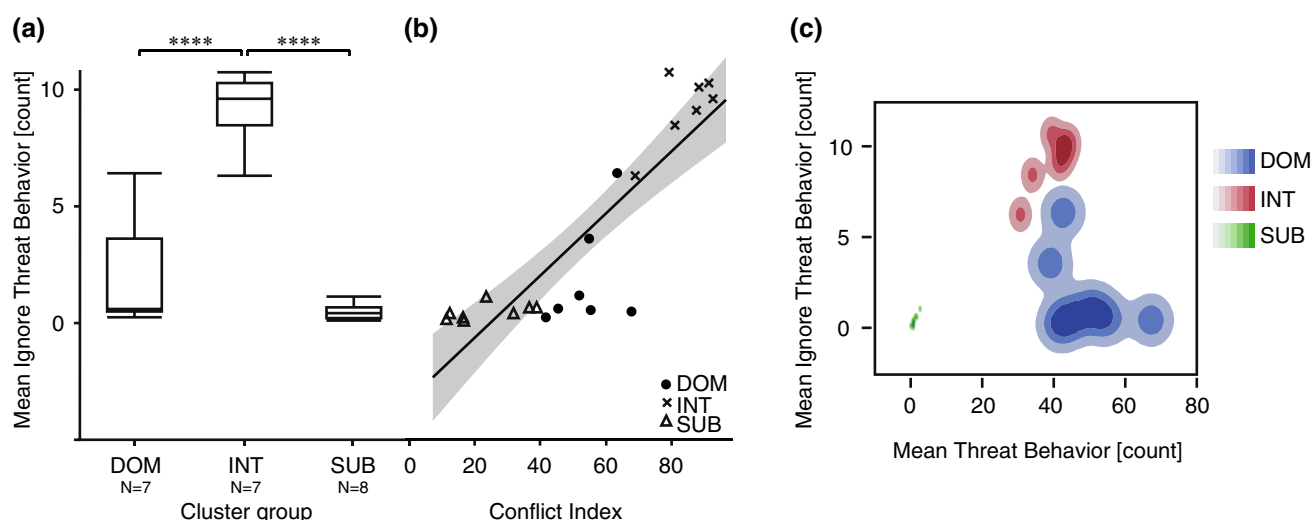 (a)
****
****
Mean Ignore Threat Behavior [count]
10
5
0
DOM
INT
SUB
N=7
N=7
N=8
Cluster group
(b)
DOM
INT
SUB
0
20
40
60
80
Conflict Index
(c)
Mean Ignore Threat Behavior [count]
10
5
0
0
20
40
60
80
Mean Threat Behavior [count]
DOM
INT
SUB